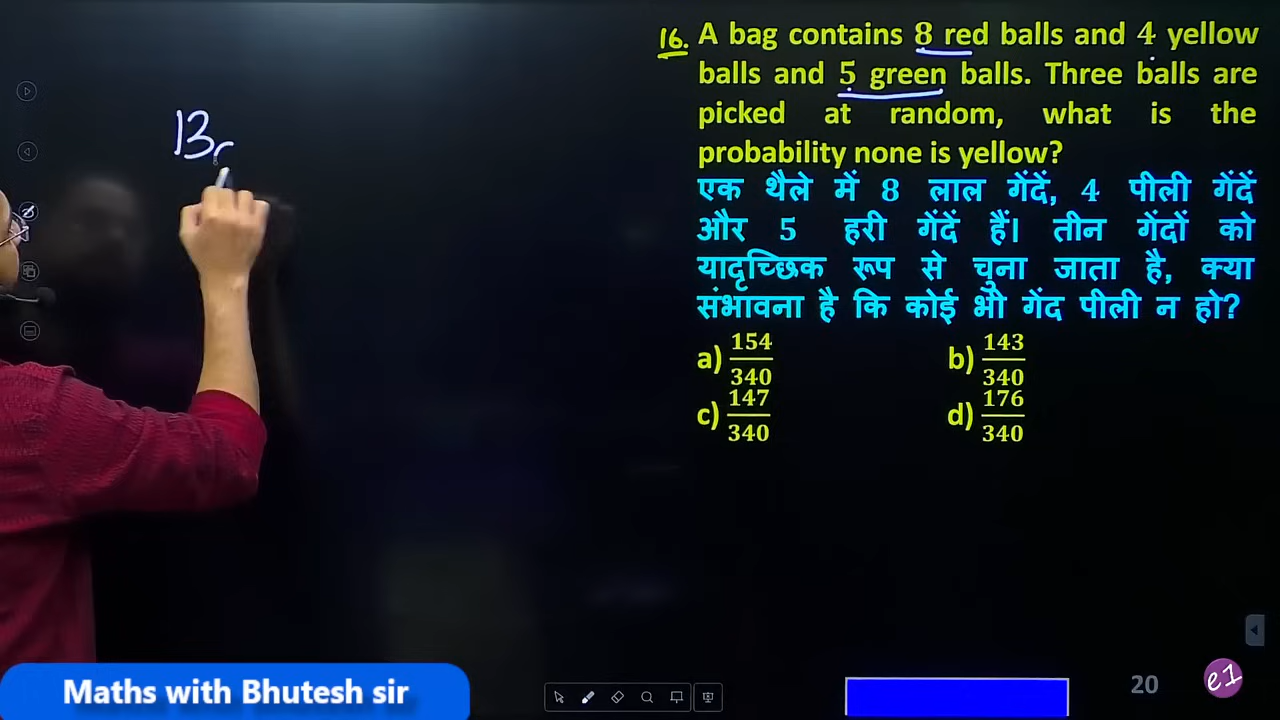 13c
16. A bag contains 8 red balls and 4 yellow
balls and 5 green balls. Three balls are
picked at random, what is the
probability none is yellow?
एक थैले में 8 लाल गेंदें, 4 पीली गेंदें
और 5 हरी गेंदें हैं। तीन गेंदों को
यादृच्छिक रूप से चुना जाता है, क्या
संभावना है कि कोई भी गेंद पीली न हो?
a) 154/340 b) 143/340
c) 147/340 d) 176/340
Maths with Bhutesh sir
20 e1